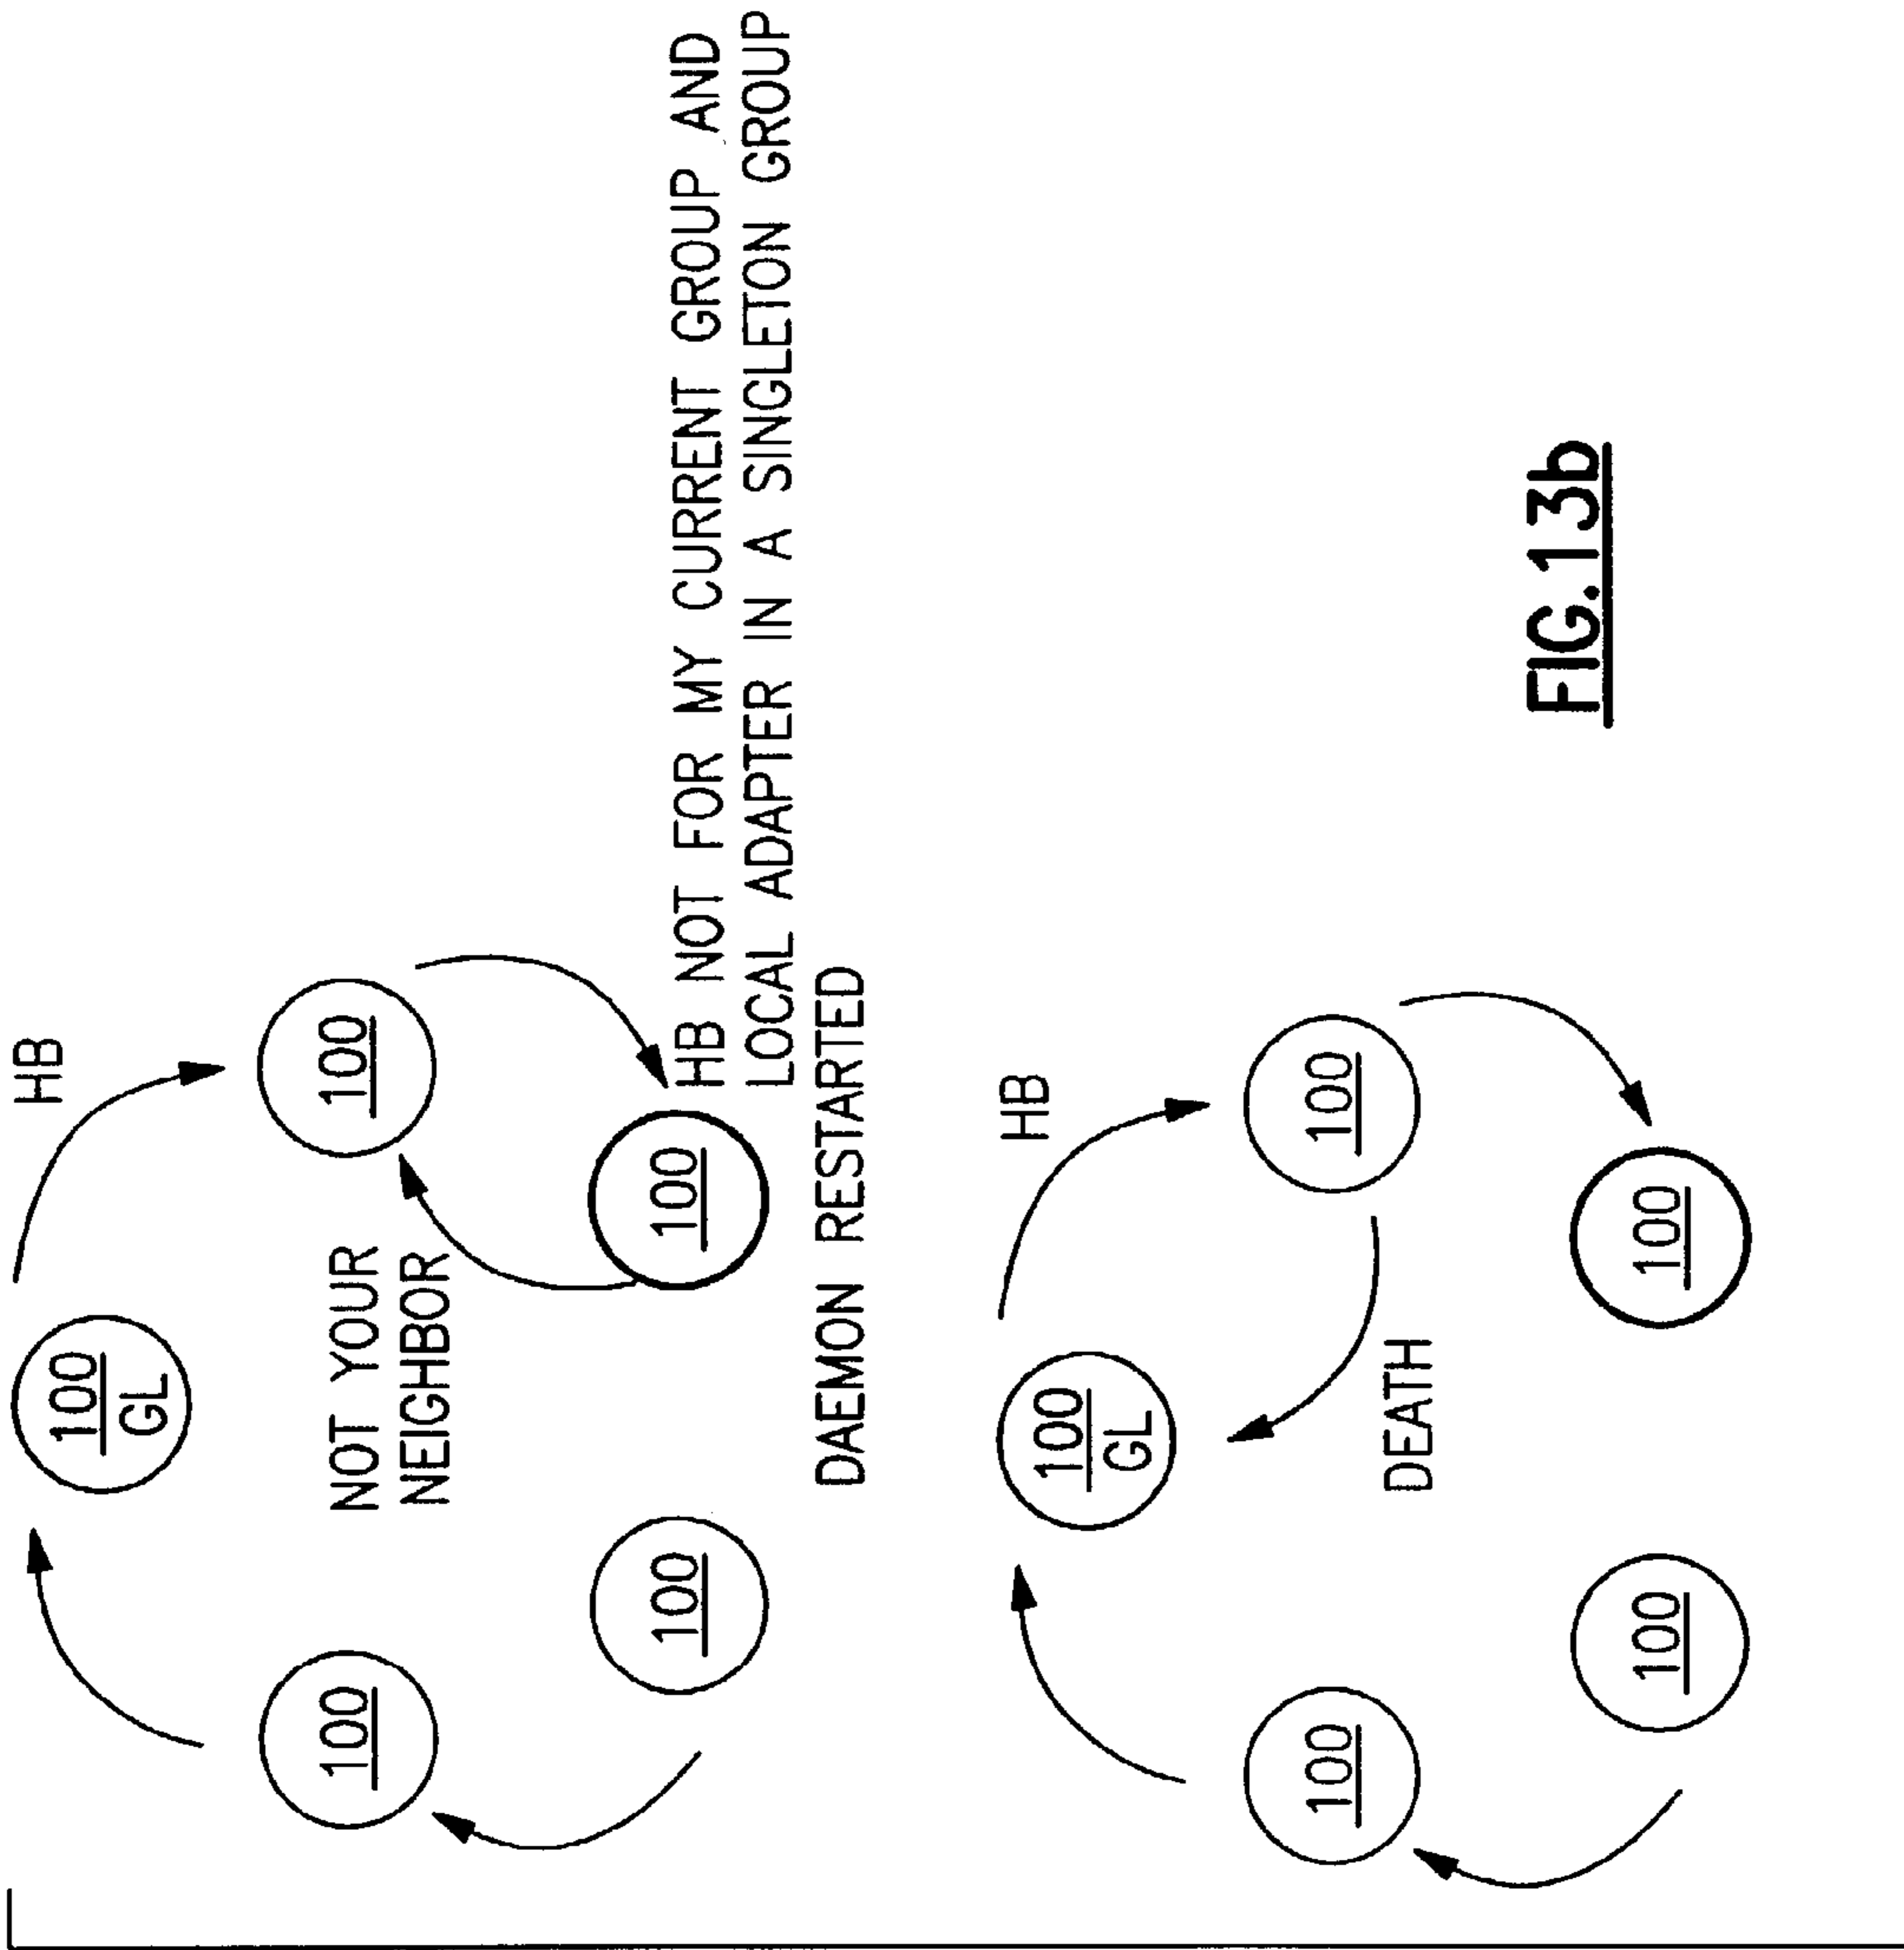 HB
100
GL
100
100
NOT YOUR
NEIGHBOR
100
100
HB NOT FOR MY CURRENT GROUP AND
LOCAL ADAPTER IN A SINGLETON GROUP
DAEMON RESTARTED
HB
100
GL
100
100
DEATH
100
100
FIG.13b